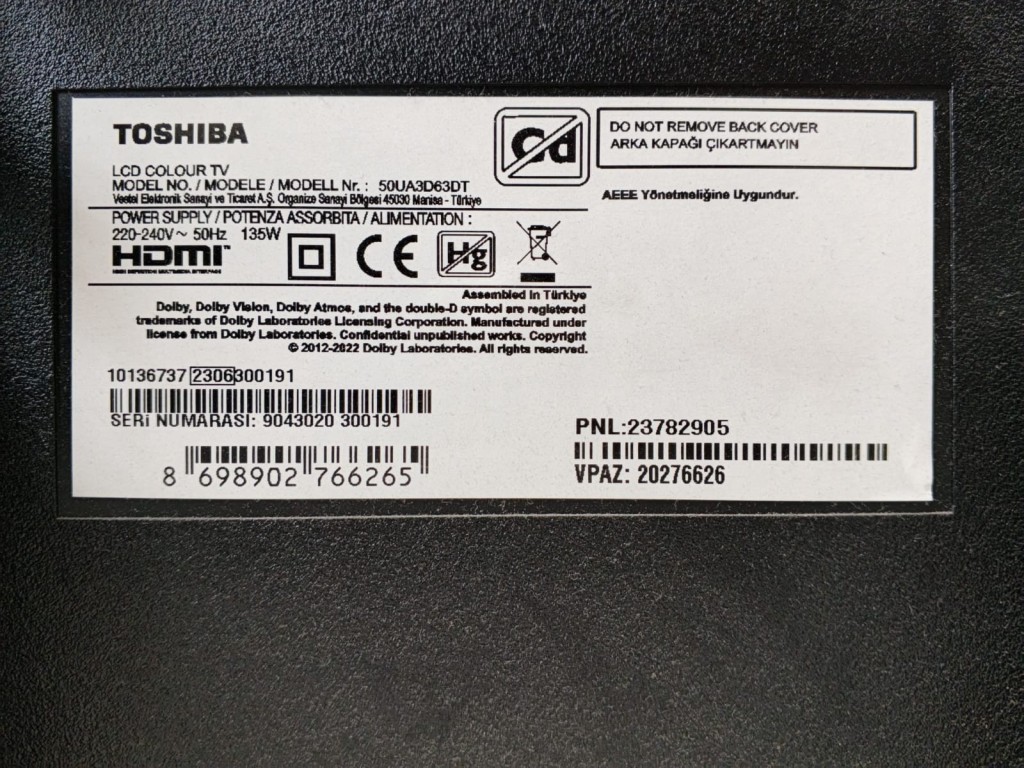 TOSHIBA
LCD COLOUR TV
MODEL NO. / MODELE / MODELL Nr. : 50UA3D63DT
Vestel Elektronik Sanayi ve Ticaret A.Ş. Organize Sanayi Bölgesi 45030 Manisa - Türkiye
POWER SUPPLY / POTENZA ASSORBITA / ALIMENTATION :
220-240V ~ 50Hz 135W
HDMI
HIGH DEFINITION MULTIMEDIA INTERFACE
CE
Hg
Cd
DO NOT REMOVE BACK COVER
ARKA KAPAĞI ÇIKARTMAYIN
AEEE Yönetmeliğine Uygundur.
Assembled in Türkiye
Dolby, Dolby Vision, Dolby Atmos, and the double-D symbol are registered
trademarks of Dolby Laboratories Licensing Corporation. Manufactured under
license from Dolby Laboratories. Confidential unpublished works. Copyright
© 2012-2022 Dolby Laboratories. All rights reserved.
10136737 2306300191
SERİ NUMARASI: 9043020 300191
8 698902 766265
PNL:23782905
VPAZ: 20276626